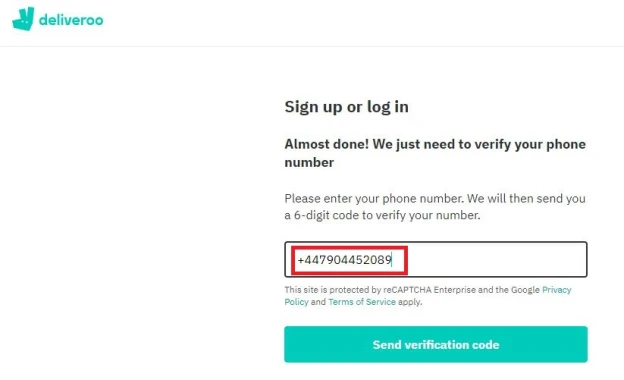 deliveroo
Sign up or log in
Almost done! We just need to verify your phone
number
Please enter your phone number. We will then send you
a 6-digit code to verify your number.
+447904452089
This site is protected by reCAPTCHA Enterprise and the Google Privacy
Policy and Terms of Service apply.
Send verification code